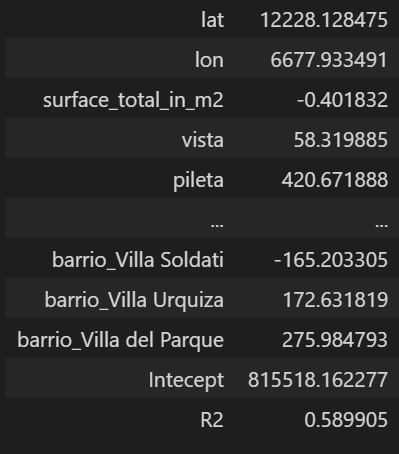 lat 12228.128475
lon 6677.933491
surface_total_in_m2 -0.401832
vista 58.319885
pileta 420.671888
... ...
barrio_Villa Soldati -165.203305
barrio_Villa Urquiza 172.631819
barrio_Villa del Parque 275.984793
Intecept 815518.162277
R2 0.589905